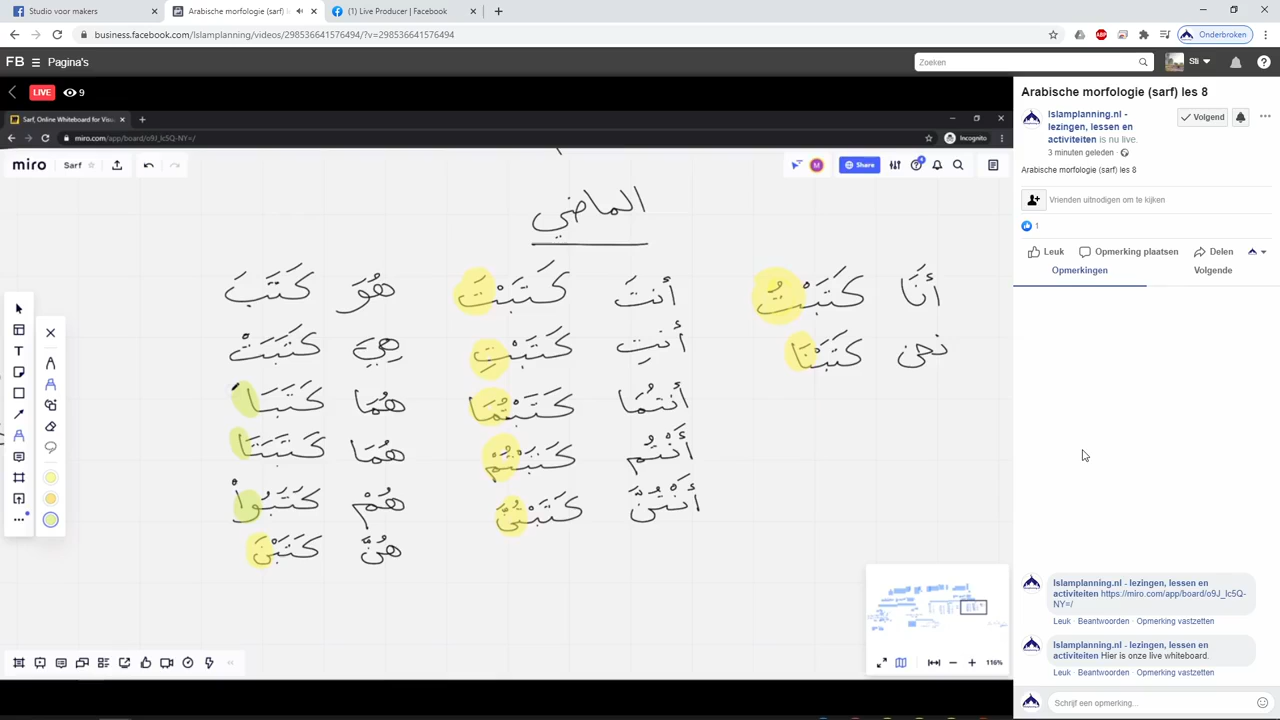 Studio voor makers
Arabische morfologie (sarf) l
(1) Live Producer | Facebook
business.facebook.com/Islamplanning/videos/298536641576494/?v=298536641576494
Onderbroken
FB Pagina's
Zoeken
Sli
LIVE 9
Sarf, Online Whiteboard for Visu
miro.com/app/board/o9J_lc5Q-NY=/
Incognito
miro Sarf
M
Share
الماضي
أَنَا كَتَبْتُ أَنتَ كَتَبْتَ هُوَ كَتَبَ
نحن كَتَبْنَا أَنتِ كَتَبْتِ هِيَ كَتَبَتْ
أَنتُمَا كَتَبْتُمَا هُمَا كَتَبَا
أَنْتُم كَتَبْتُمْ هُمَا كَتَبَتَا
أَنْتُنَّ كَتَبْتُنَّ هُمْ كَتَبُواْ
هُنَّ كَتَبْنَ
116%
Arabische morfologie (sarf) les 8
Islamplanning.nl -
lezingen, lessen en
activiteiten is nu live.
3 minuten geleden
Volgend
Arabische morfologie (sarf) les 8
Vrienden uitnodigen om te kijken
1
Leuk Opmerking plaatsen Delen
Opmerkingen Volgende
Islamplanning.nl - lezingen, lessen en
activiteiten https://miro.com/app/board/o9J_lc5Q-
NY=/
Leuk · Beantwoorden · Opmerking vastzetten
Islamplanning.nl - lezingen, lessen en
activiteiten Hier is onze live whiteboard.
Leuk · Beantwoorden · Opmerking vastzetten
Schrijf een opmerking...